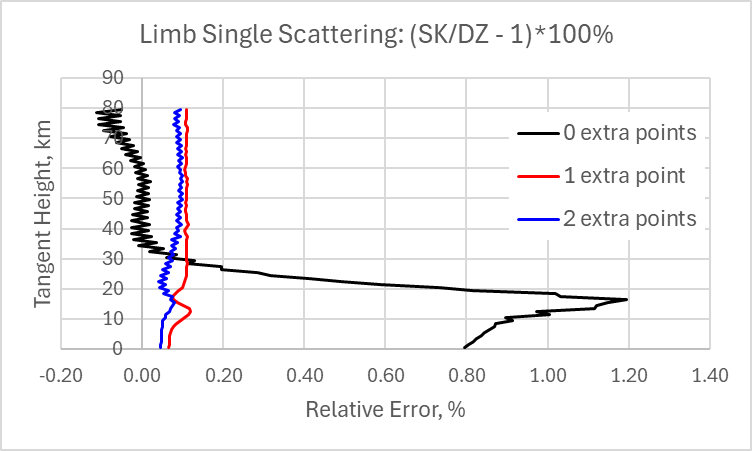 Limb Single Scattering: (SK/DZ - 1)*100%
Tangent Height, km
90
80
70
60
50
40
30
20
10
0
0 extra points
1 extra point
2 extra points
-0.20 0.00 0.20 0.40 0.60 0.80 1.00 1.20 1.40
Relative Error, %